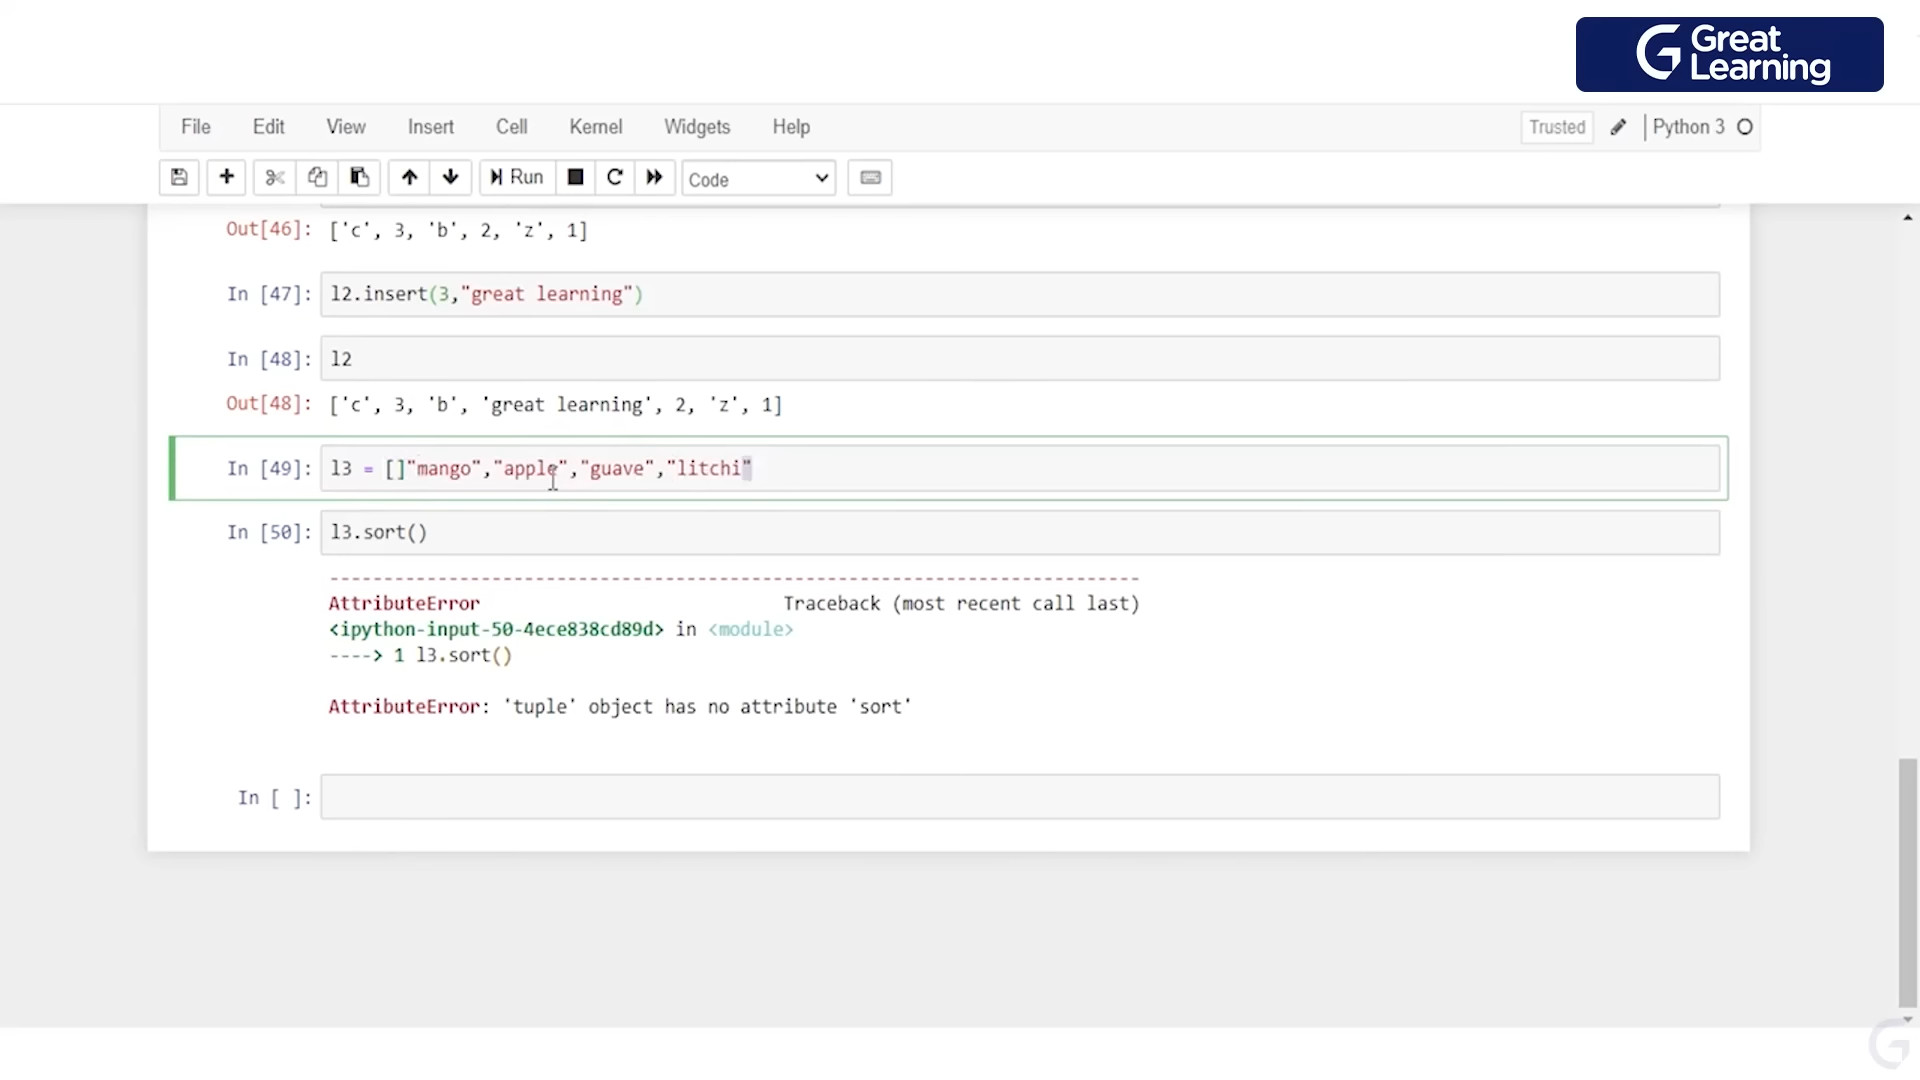 Great
Learning
File Edit View Insert Cell Kernel Widgets Help Trusted Python 3
Run Code
Out[46]: ['c', 3, 'b', 2, 'z', 1]
In [47]: l2.insert(3,"great learning")
In [48]: l2
Out[48]: ['c', 3, 'b', 'great learning', 2, 'z', 1]
In [49]: l3 = []"mango","apple","guave","litchi"
In [50]: l3.sort()
---------------------------------------------------------------------------
AttributeError Traceback (most recent call last)
<ipython-input-50-4ece838cd89d> in <module>
----> 1 l3.sort()
AttributeError: 'tuple' object has no attribute 'sort'
In [ ]: